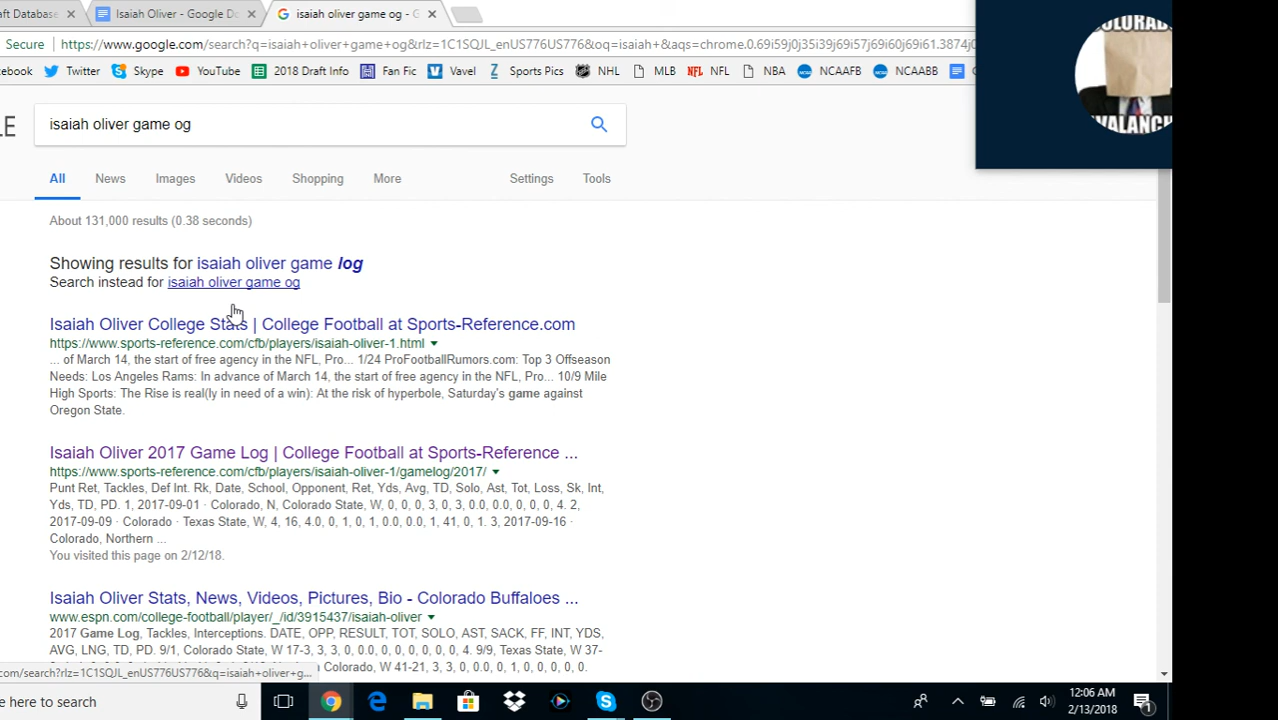 aft Database
Isaiah Oliver - Google Do
isaiah oliver game og - G
Secure https://www.google.com/search?q=isaiah+oliver+game+og&rlz=1C1SQJL_enUS776US776&oq=isaiah+&aqs=chrome.0.69i59j0j35i39j69i57j69i60j69i61.3874j0
ebook Twitter Skype YouTube 2018 Draft Info Fan Fic Vavel Sports Pics NHL MLB NFL NBA NCAAFB NCAABB
COLORADO
AVALANCH
LE isaiah oliver game og
All News Images Videos Shopping More Settings Tools
About 131,000 results (0.38 seconds)
Showing results for isaiah oliver game log
Search instead for isaiah oliver game og
Isaiah Oliver College Stats | College Football at Sports-Reference.com
https://www.sports-reference.com/cfb/players/isaiah-oliver-1.html
... of March 14, the start of free agency in the NFL, Pro... 1/24 ProFootballRumors.com: Top 3 Offseason
Needs: Los Angeles Rams: In advance of March 14, the start of free agency in the NFL, Pro... 10/9 Mile
High Sports: The Rise is real(ly in need of a win): At the risk of hyperbole, Saturday's game against
Oregon State.
Isaiah Oliver 2017 Game Log | College Football at Sports-Reference ...
https://www.sports-reference.com/cfb/players/isaiah-oliver-1/gamelog/2017/
Punt Ret, Tackles, Def Int. Rk, Date, School, Opponent, Ret, Yds, Avg, TD, Solo, Ast, Tot, Loss, Sk, Int,
Yds, TD, PD. 1, 2017-09-01 · Colorado, N, Colorado State, W, 0, 0, 0, 3, 0, 3, 0.0, 0.0, 0, 0, 0, 4. 2,
2017-09-09 · Colorado · Texas State, W, 4, 16, 4.0, 0, 1, 0, 1, 0.0, 0.0, 1, 41, 0, 1. 3, 2017-09-16 ·
Colorado, Northern ...
You visited this page on 2/12/18.
Isaiah Oliver Stats, News, Videos, Pictures, Bio - Colorado Buffaloes ...
www.espn.com/college-football/player/_/id/3915437/isaiah-oliver
2017 Game Log, Tackles, Interceptions. DATE, OPP, RESULT, TOT, SOLO, AST, SACK, FF, INT, YDS,
AVG, LNG, TD, PD. 9/1, Colorado State, W 17-3, 3, 3, 0, 0.0, 0, 0, 0, 0.0, 0, 0, 4. 9/9, Texas State, W 37-
Colorado, W 41-21, 3, 3, 0, 0.0, 0, 1, 0, 0, 0, 0, 0.
com/search?rlz=1C1SQJL_enUS776US776&q=isaiah+oliver+g...
re to search
12:06 AM
2/13/2018
1